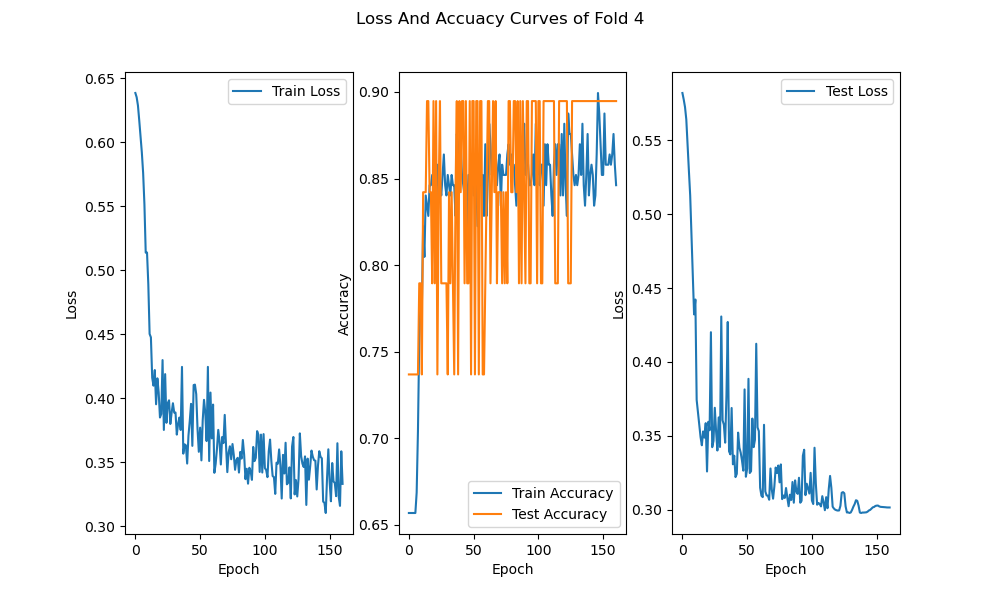 Loss And Accuacy Curves of Fold 4
Train Loss
0.65
0.60
0.55
0.50
0.45
0.40
0.35
0.30
Loss
0
50
100
150
Epoch
0.90
0.85
0.80
0.75
0.70
0.65
Accuracy
Train Accuracy
Test Accuracy
0
50
100
150
Epoch
Test Loss
0.55
0.50
0.45
0.40
0.35
0.30
Loss
0
50
100
150
Epoch